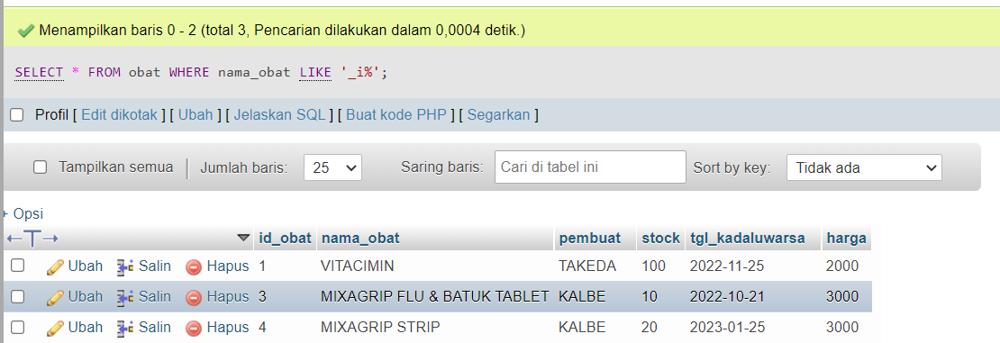 Menampilkan baris 0 - 2 (total 3, Pencarian dilakukan dalam 0,0004 detik.)
SELECT * FROM obat WHERE nama_obat LIKE '_i%';
Profil [ Edit dikotak ] [ Ubah ] [ Jelaskan SQL ] [ Buat kode PHP ] [ Segarkan ]
Tampilkan semua | Jumlah baris: 25 Saring baris: Cari di tabel ini Sort by key: Tidak ada
+ Opsi
←T→ id_obat nama_obat pembuat stock tgl_kadaluwarsa harga
Ubah Salin Hapus 1 VITACIMIN TAKEDA 100 2022-11-25 2000
Ubah Salin Hapus 3 MIXAGRIP FLU & BATUK TABLET KALBE 10 2022-10-21 3000
Ubah Salin Hapus 4 MIXAGRIP STRIP KALBE 20 2023-01-25 3000